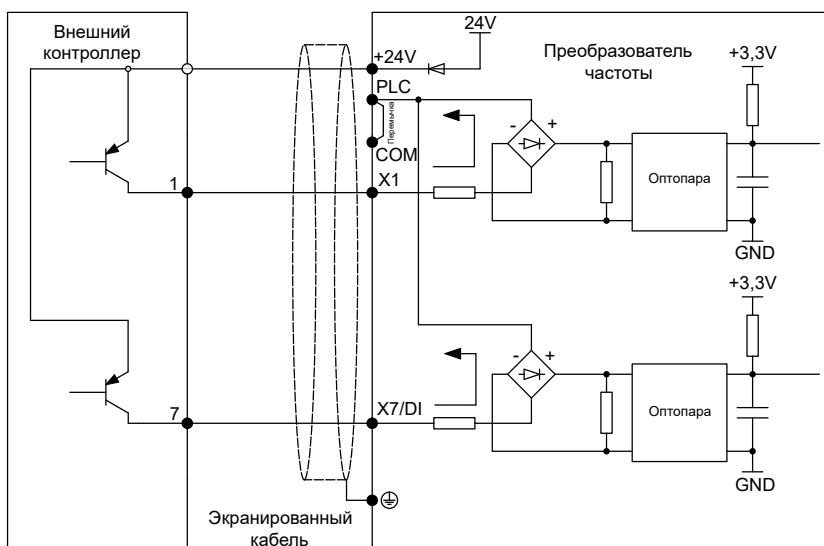 Внешний
контроллер
24V
+24V
Преобразователь
частоты
+3,3V
PLC
Перемычка
COM
- +
1
X1
Оптопара
GND
+3,3V
- +
7
X7/DI
Оптопара
GND
Экранированный
кабель